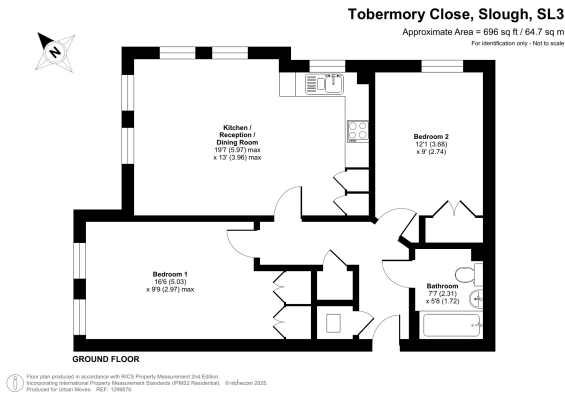 Tobermory Close, Slough, SL3
Approximate Area = 696 sq ft / 64.7 sq m
For identification only - Not to scale
N
Kitchen /
Reception /
Dining Room
19'7 (5.97) max
x 13' (3.96) max
Bedroom 2
12'1 (3.68)
x 9' (2.74)
Bedroom 1
16'6 (5.03)
x 9'9 (2.97) max
Bathroom
7'7 (2.31)
x 5'8 (1.72)
GROUND FLOOR
Floor plan produced in accordance with RICS Property Measurement 2nd Edition.
Incorporating International Property Measurement Standards (IPMS2 Residential). ©nichecom 2025.
Produced for Urban Moves. REF: 1299876